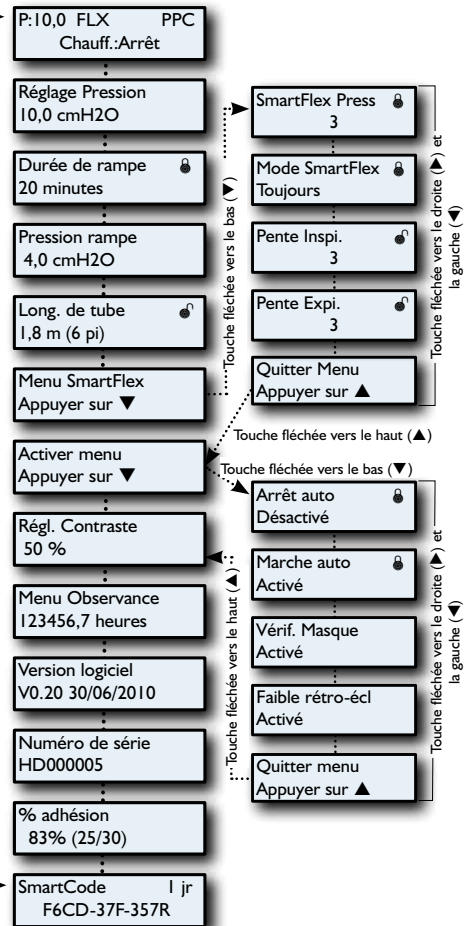 P:10,0 FLX PPC
Chauff.:Arrêt
Réglage Pression
10,0 cmH2O
Durée de rampe
20 minutes
Pression rampe
4,0 cmH2O
Long. de tube
1,8 m (6 pi)
Menu SmartFlex
Appuyer sur ▼
Touche fléchée vers le bas (▼)
SmartFlex Press
3
Mode SmartFlex
Toujours
Pente Inspi.
3
Pente Expi.
3
Quitter Menu
Appuyer sur ▲
Touche fléchée vers le droite (▲) et
la gauche (▼)
Touche fléchée vers le haut (▲)
Activer menu
Appuyer sur ▼
Touche fléchée vers le bas (▼)
Arrêt auto
Désactivé
Marche auto
Activé
Vérif. Masque
Activé
Faible rétro-écl
Activé
Quitter menu
Appuyer sur ▲
Touche fléchée vers le droite (▲) et
la gauche (▼)
Touche fléchée vers le haut (▲)
Régl. Contraste
50 %
Menu Observance
123456,7 heures
Version logiciel
V0.20 30/06/2010
Numéro de série
HD000005
% adhésion
83% (25/30)
SmartCode 1 jr
F6CD-37F-357R